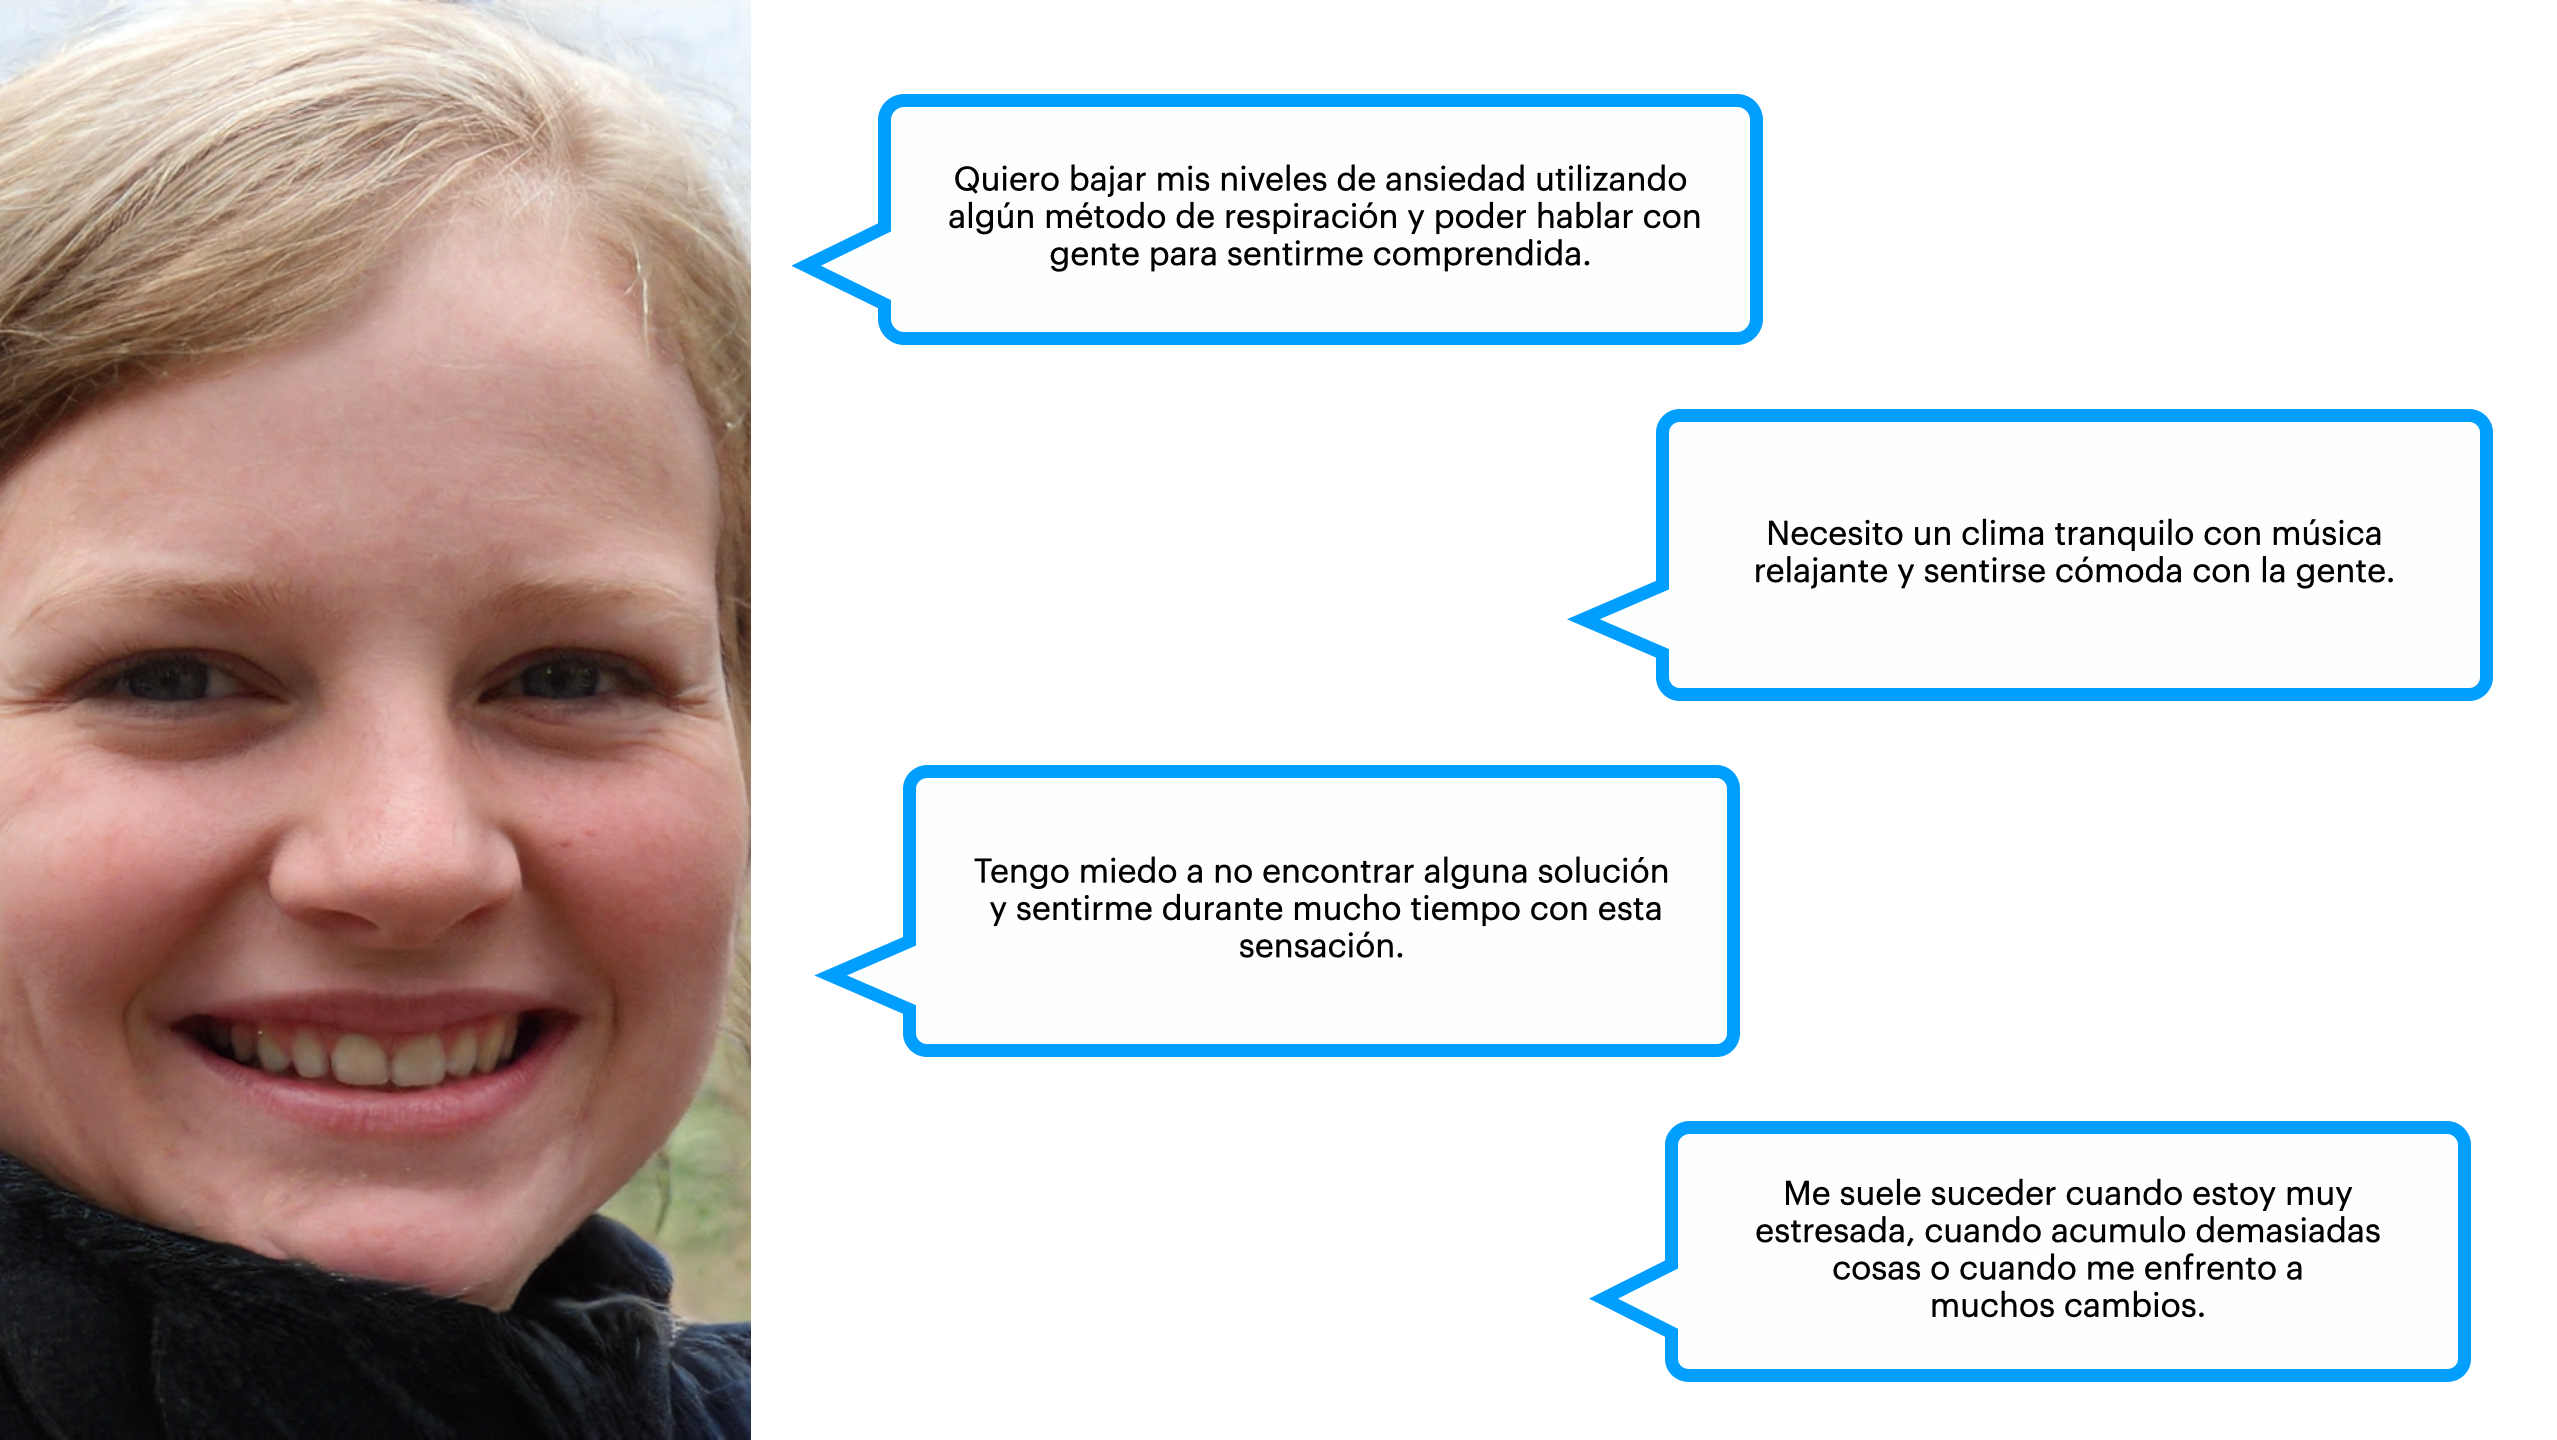 Quiero bajar mis niveles de ansiedad utilizando
algún método de respiración y poder hablar con
gente para sentirme comprendida.
Necesito un clima tranquilo con música
relajante y sentirse cómoda con la gente.
Tengo miedo a no encontrar alguna solución
y sentirme durante mucho tiempo con esta
sensación.
Me suele suceder cuando estoy muy
estresada, cuando acumulo demasiadas
cosas o cuando me enfrento a
muchos cambios.